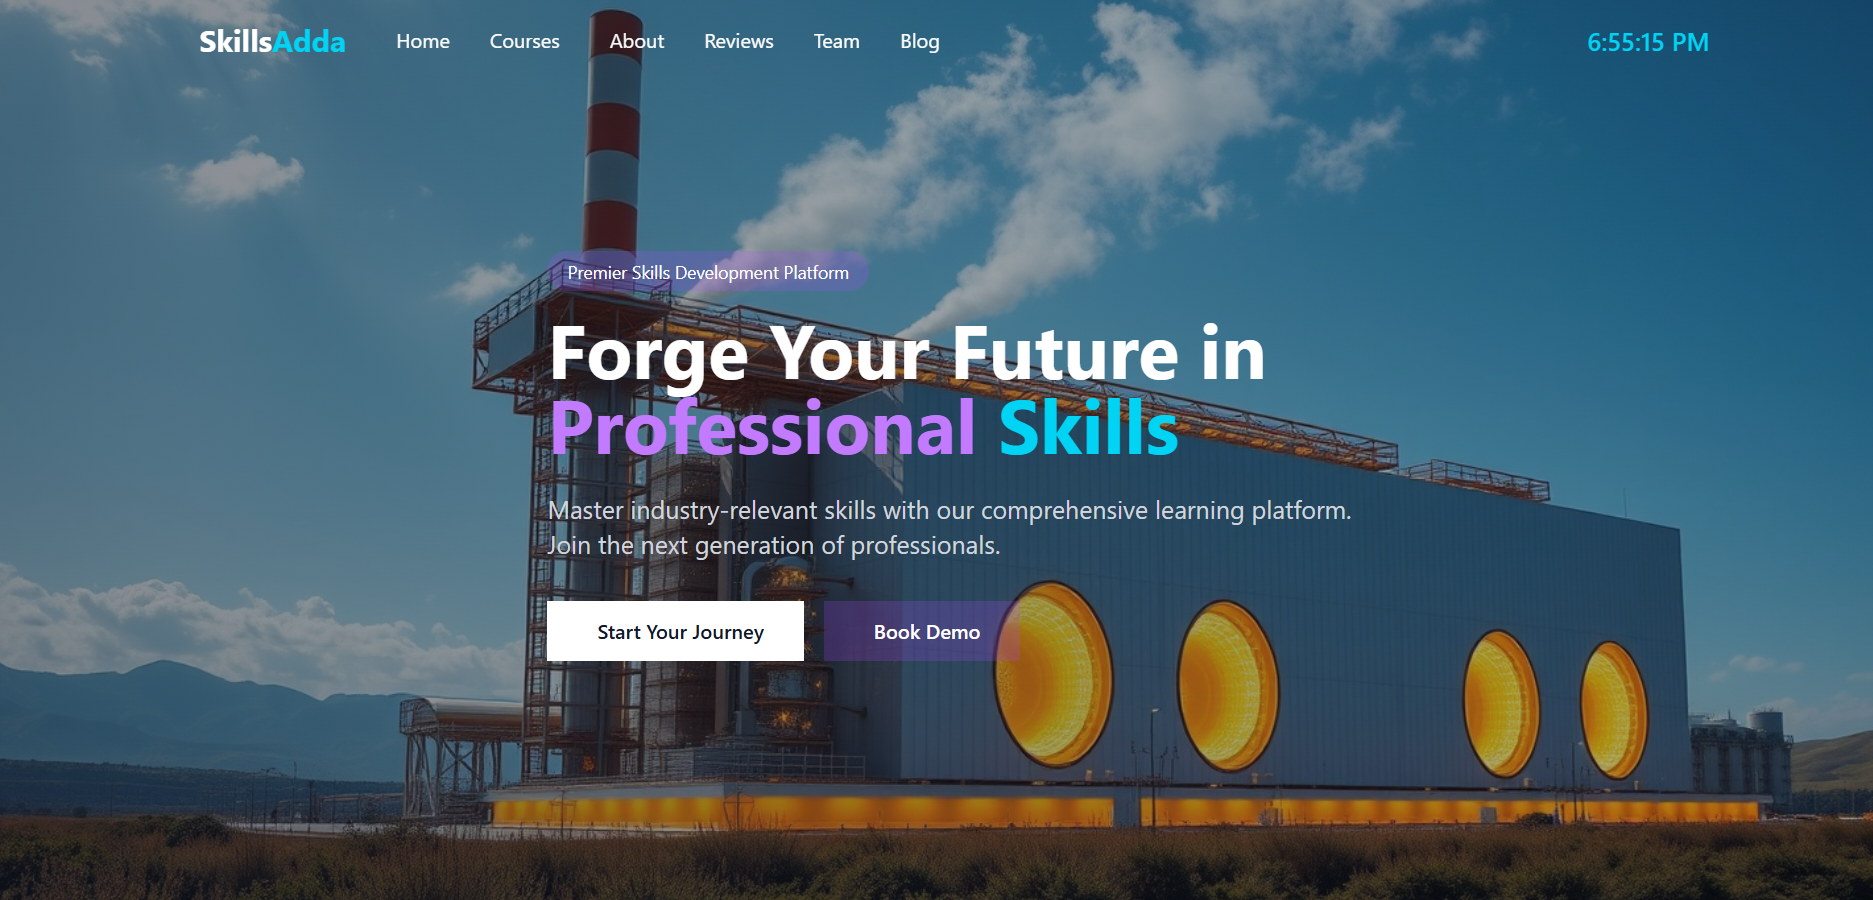 SkillsAdda
Home
Courses
About
Reviews
Team
Blog
6:55:15 PM
Premier Skills Development Platform
Forge Your Future in
Professional Skills
Master industry-relevant skills with our comprehensive learning platform.
Join the next generation of professionals.
Start Your Journey
Book Demo